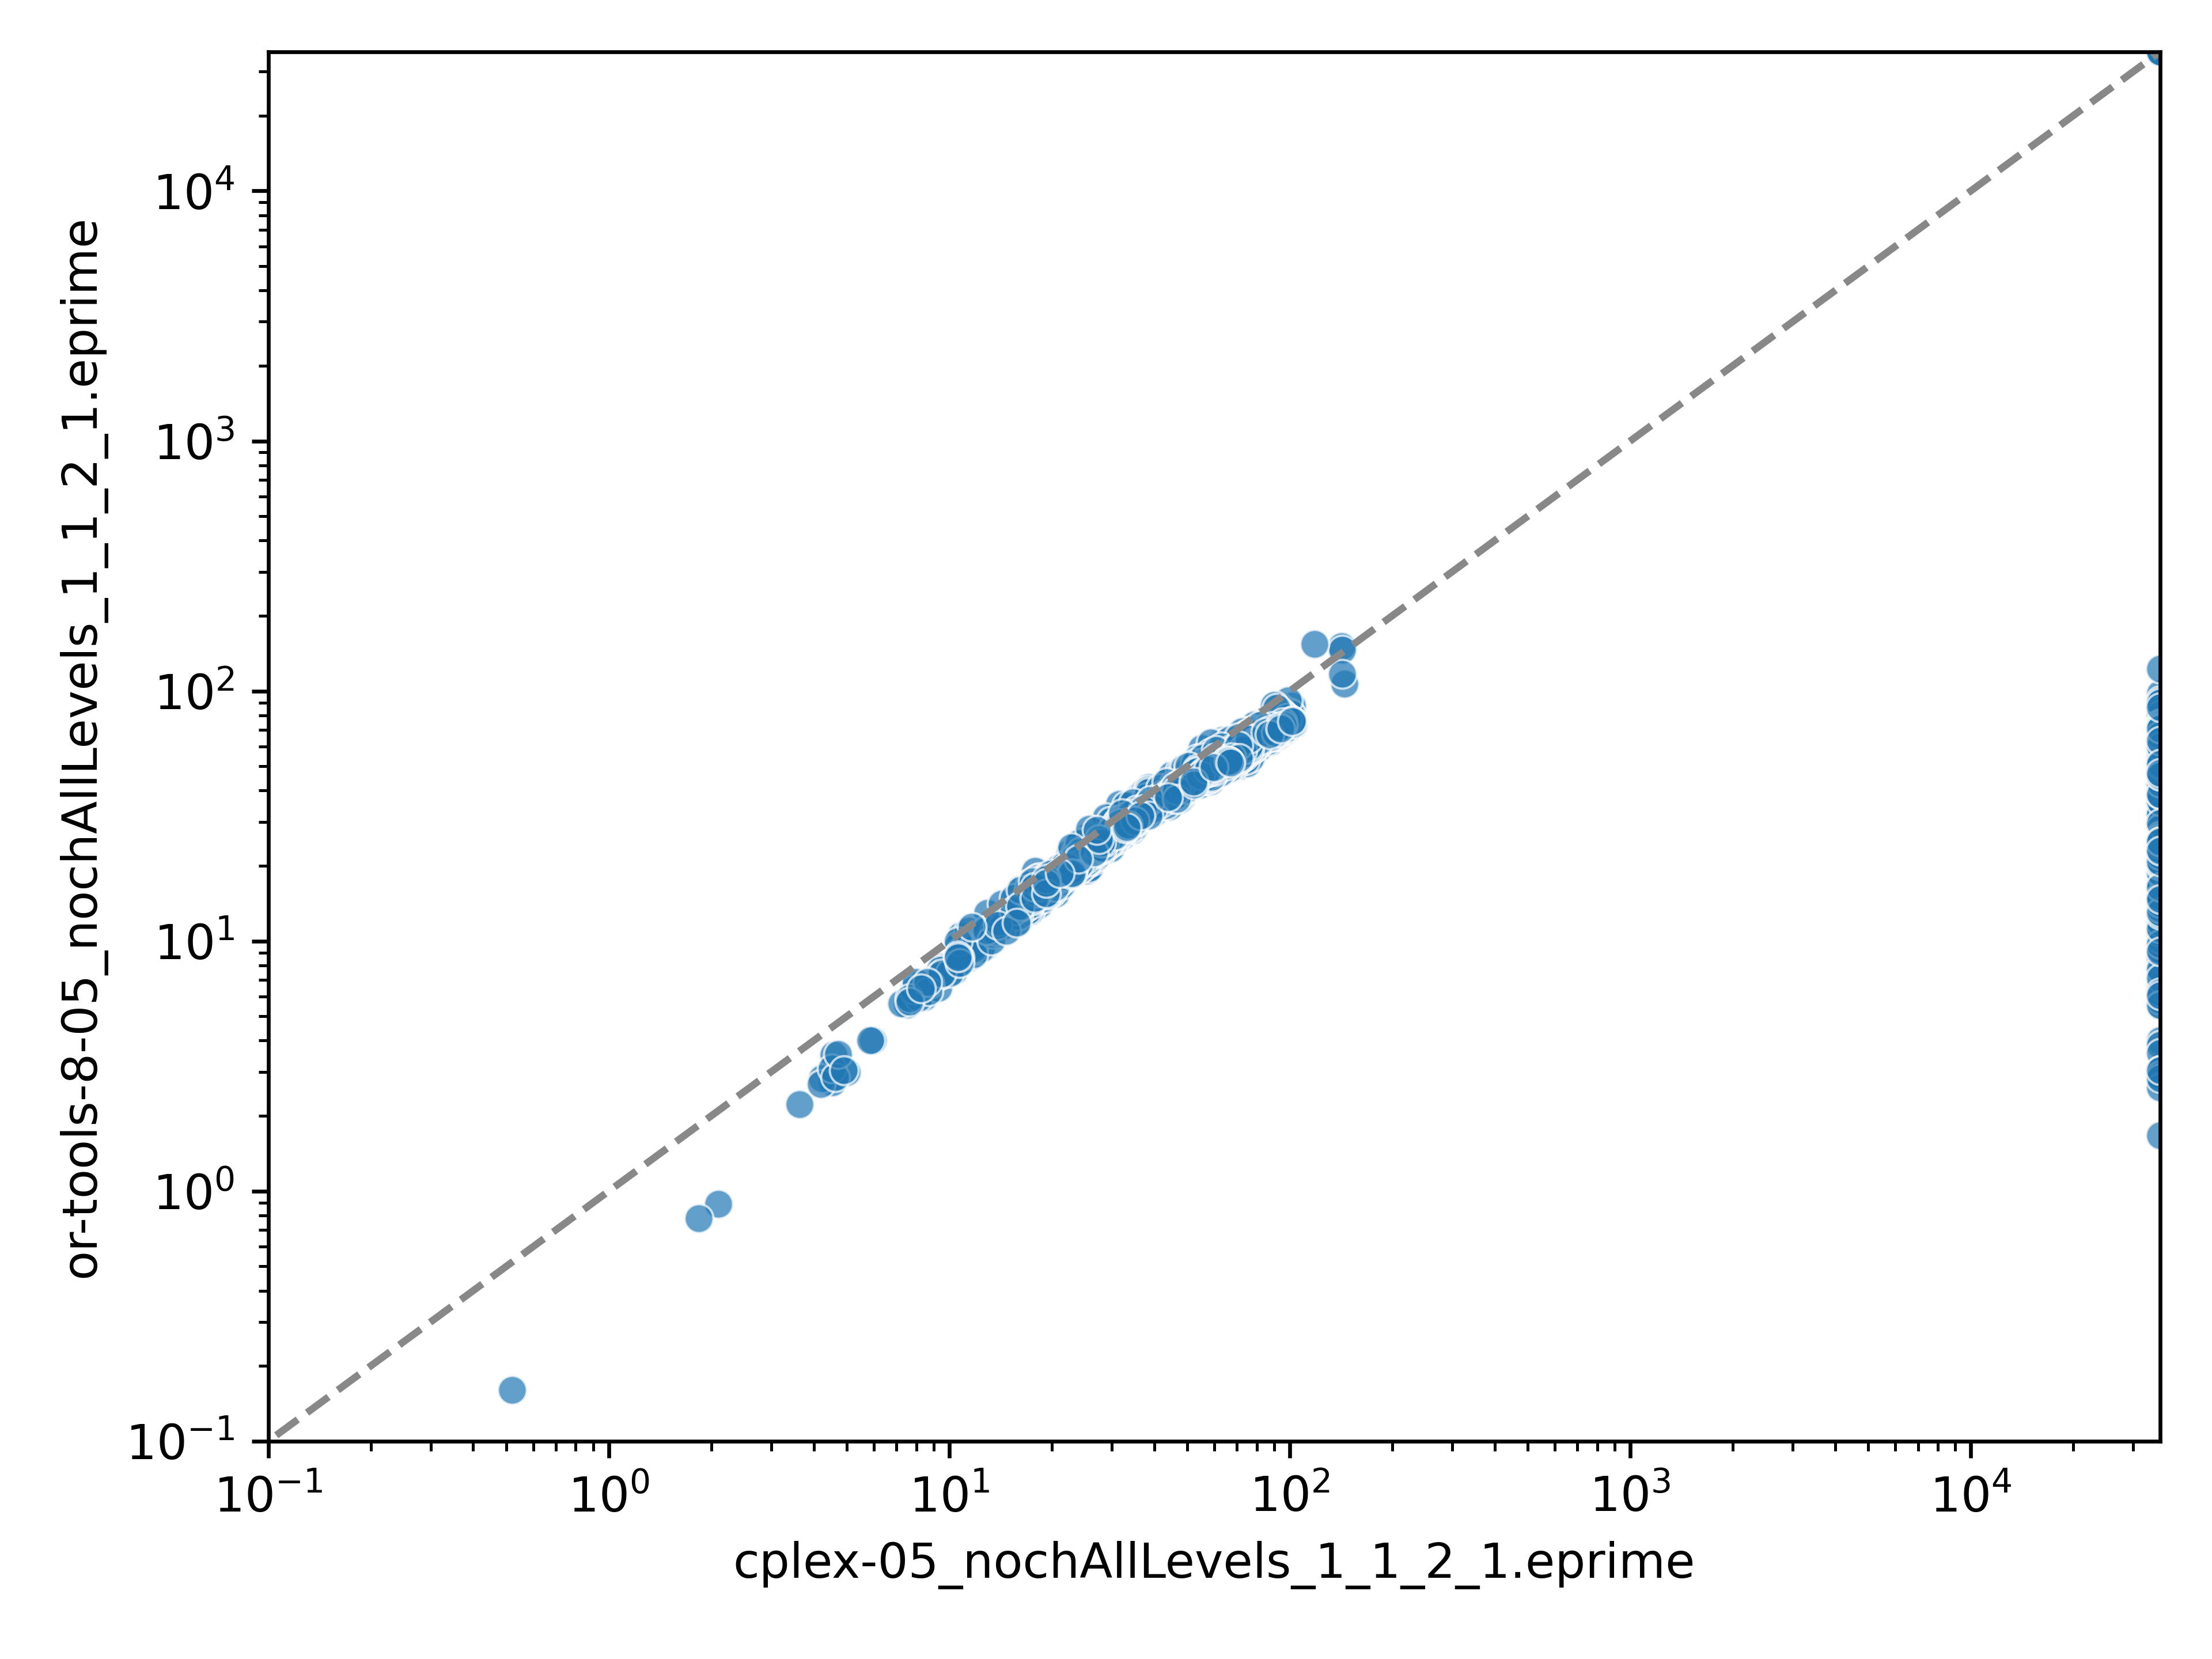 or-tools-8-05_nochAllLevels_1_1_2_1.eprime
10⁴
10³
10²
10¹
10⁰
10⁻¹
10⁻¹ 10⁰ 10¹ 10² 10³ 10⁴
cplex-05_nochAllLevels_1_1_2_1.eprime